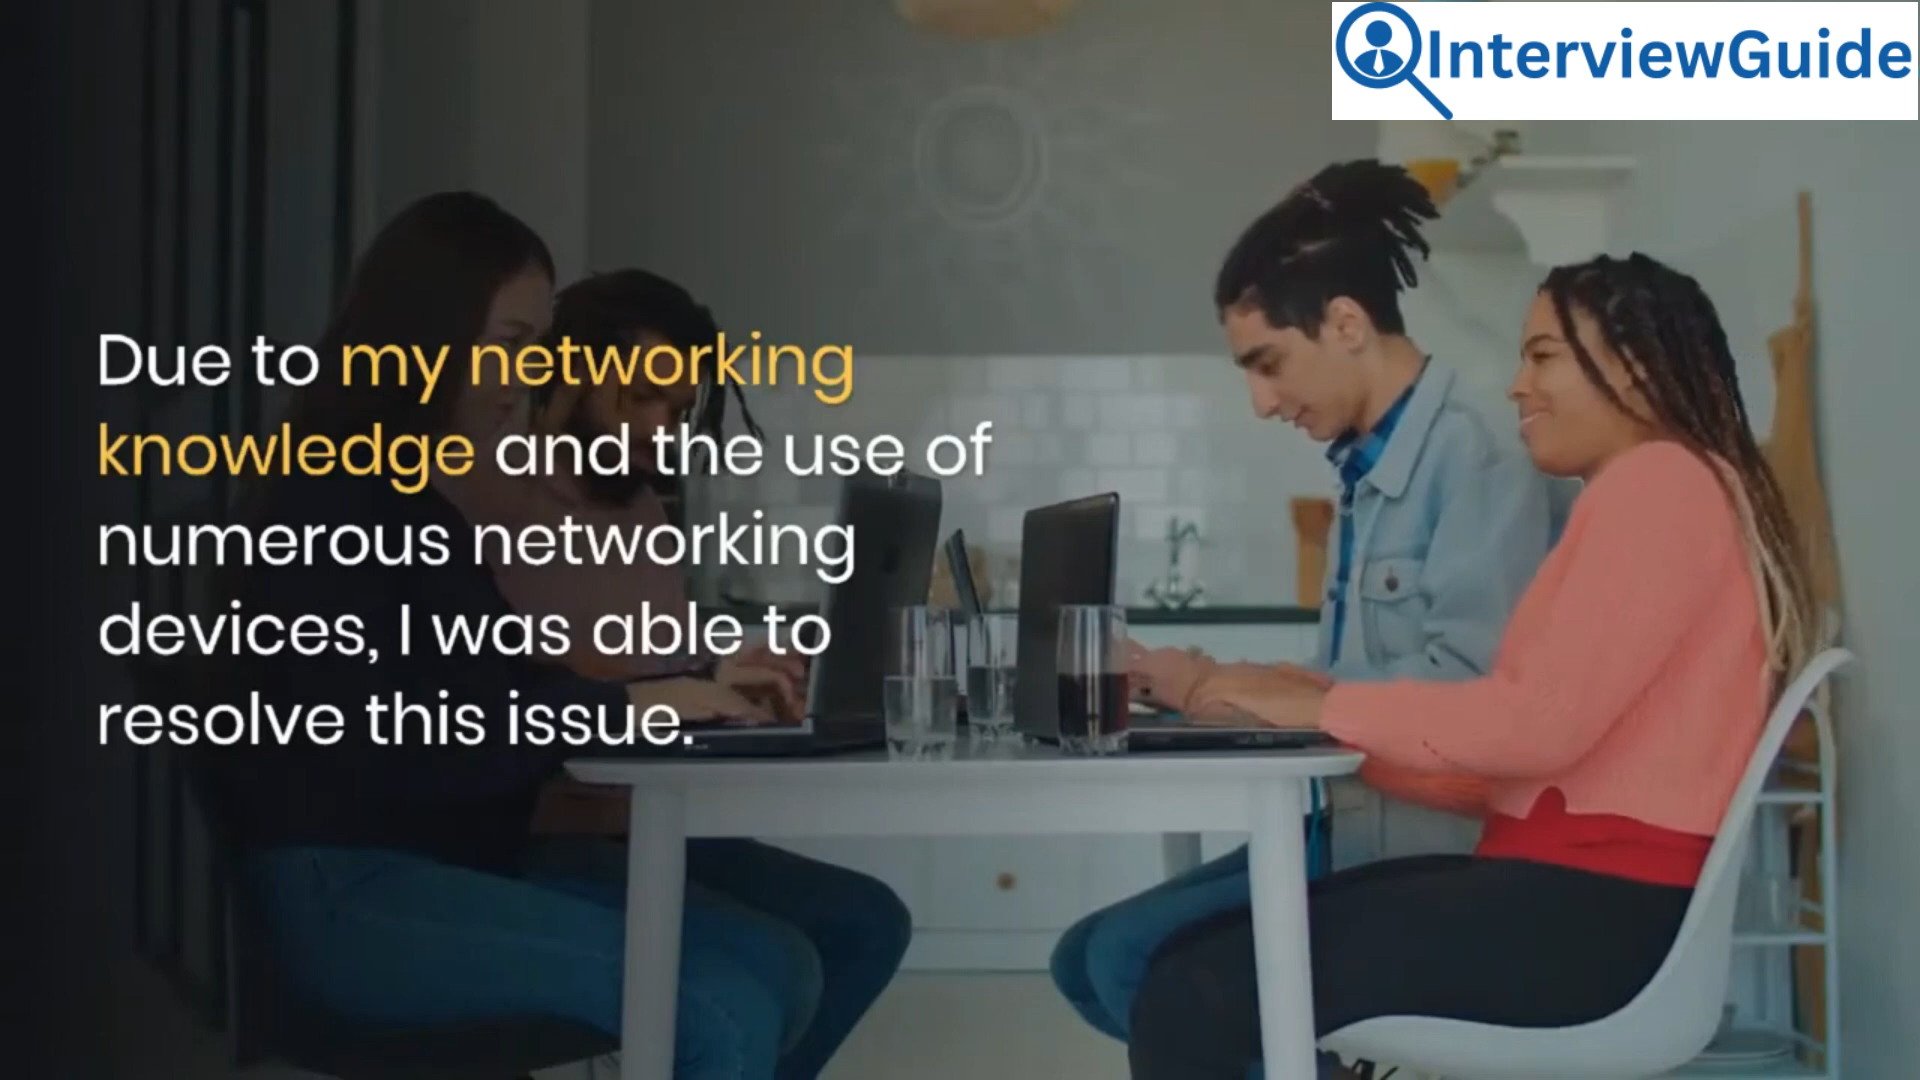 InterviewGuide
Due to my networking
knowledge and the use of
numerous networking
devices, I was able to
resolve this issue.